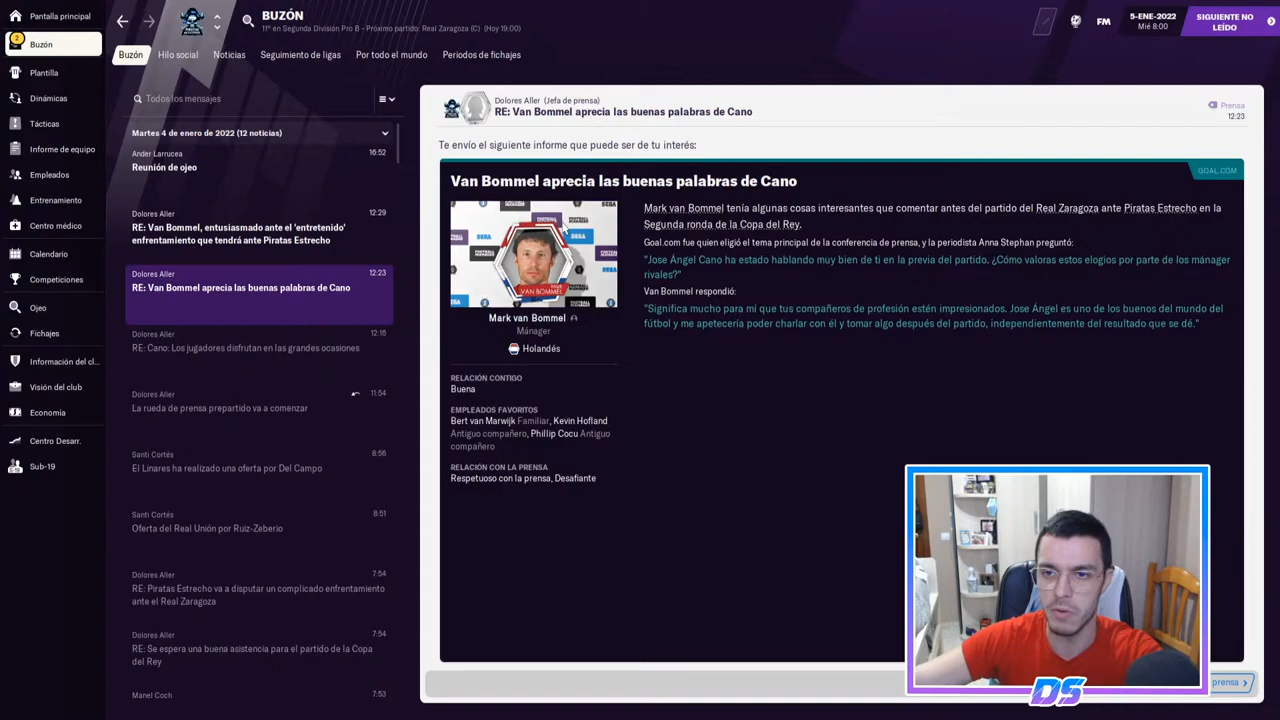 Pantalla principal
2
Buzón
Plantilla
Dinámicas
Tácticas
Informe de equipo
Empleados
Entrenamiento
Centro médico
Calendario
Competiciones
Ojeo
Fichajes
Información del cl...
Visión del club
Economía
Centro Desarr.
Sub-19
BUZÓN
11º en Segunda División Pro B - Próximo partido: Real Zaragoza (C) (Hoy 19:00)
FM
5-ENE-2022
Mié 8:00
SIGUIENTE NO
LEÍDO
Buzón
Hilo social
Noticias
Seguimiento de ligas
Por todo el mundo
Periodos de fichajes
Todos los mensajes
Martes 4 de enero de 2022 (12 noticias)
Ander Larrucea
16:52
Reunión de ojeo
Dolores Aller
12:29
RE: Van Bommel, entusiasmado ante el 'entretenido'
enfrentamiento que tendrá ante Piratas Estrecho
Dolores Aller
12:23
RE: Van Bommel aprecia las buenas palabras de Cano
Dolores Aller
12:16
RE: Cano: Los jugadores disfrutan en las grandes ocasiones
Dolores Aller
11:54
La rueda de prensa prepartido va a comenzar
Santi Cortés
8:56
El Linares ha realizado una oferta por Del Campo
Santi Cortés
8:51
Oferta del Real Unión por Ruiz-Zeberio
Dolores Aller
7:54
RE: Piratas Estrecho va a disputar un complicado enfrentamiento
ante el Real Zaragoza
Dolores Aller
7:54
RE: Se espera una buena asistencia para el partido de la Copa
del Rey
Manel Coch
7:53
Dolores Aller (Jefa de prensa)
RE: Van Bommel aprecia las buenas palabras de Cano
Prensa
12:23
Te envío el siguiente informe que puede ser de tu interés:
GOAL.COM
Van Bommel aprecia las buenas palabras de Cano
SEGA
SEGA
VAN BOMMEL
Mark van Bommel
Mánager
Holandés
RELACIÓN CONTIGO
Buena
EMPLEADOS FAVORITOS
Bert van Marwijk Familiar, Kevin Hofland
Antiguo compañero, Phillip Cocu Antiguo
compañero
RELACIÓN CON LA PRENSA
Respetuoso con la prensa, Desafiante
Mark van Bommel tenía algunas cosas interesantes que comentar antes del partido del Real Zaragoza ante Piratas Estrecho en la
Segunda ronda de la Copa del Rey.
Goal.com fue quien eligió el tema principal de la conferencia de prensa, y la periodista Anna Stephan preguntó:
"Jose Ángel Cano ha estado hablando muy bien de ti en la previa del partido. ¿Cómo valoras estos elogios por parte de los mánager
rivales?"
Van Bommel respondió:
"Significa mucho para mí que tus compañeros de profesión estén impresionados. Jose Ángel es uno de los buenos del mundo del
fútbol y me apetecería poder charlar con él y tomar algo después del partido, independientemente del resultado que se dé."
prensa
DS